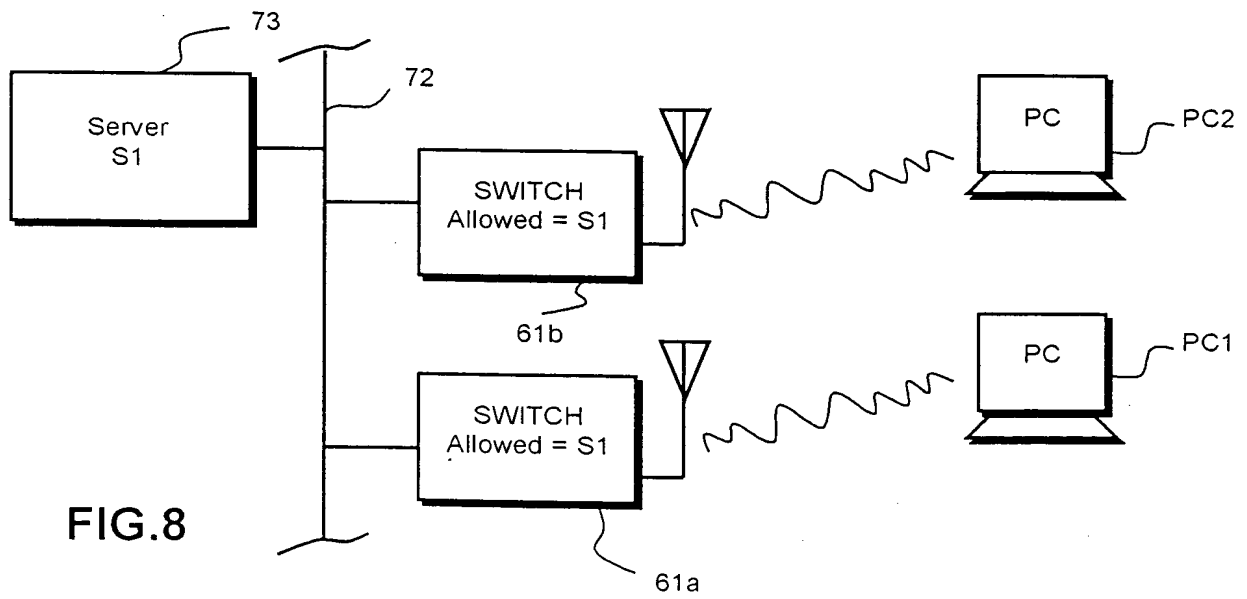 73
72
Server
S1
PC
PC2
SWITCH
Allowed = S1
61b
PC
PC1
SWITCH
Allowed = S1
FIG.8
61a